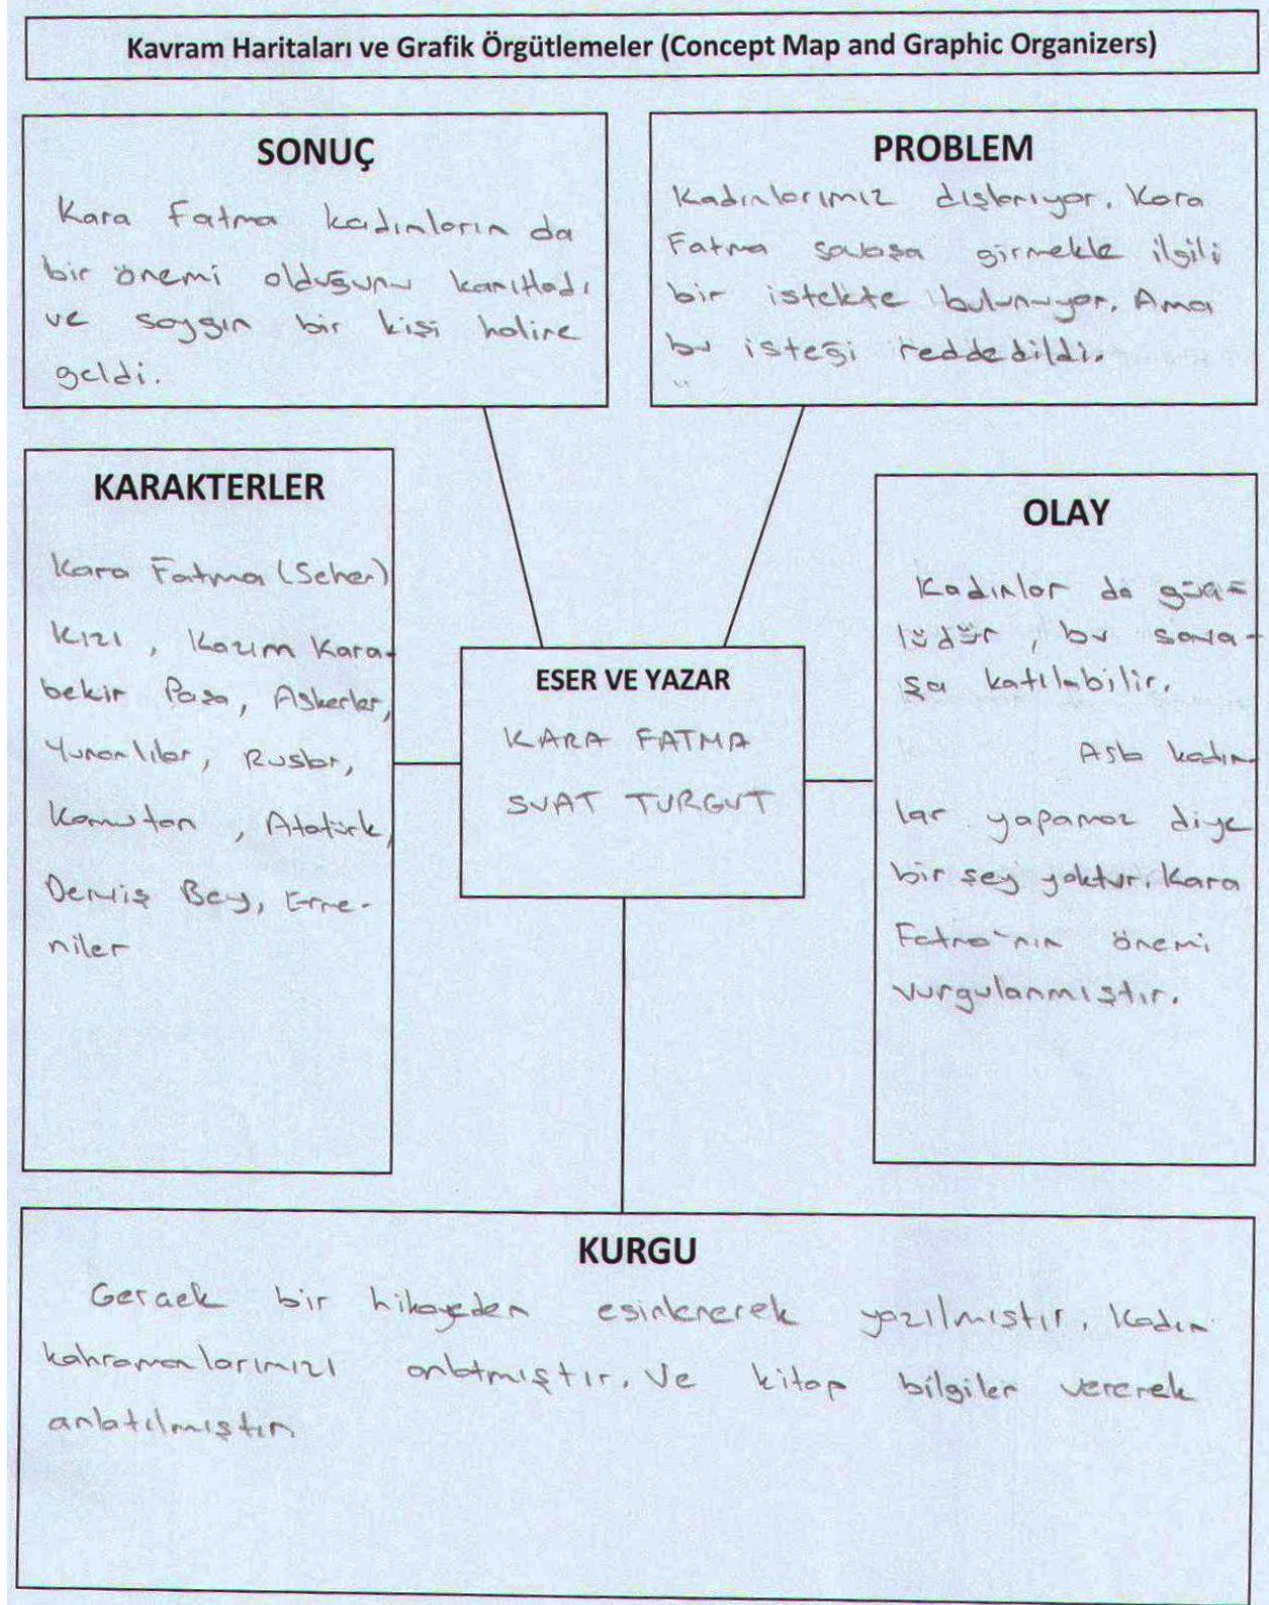 Kavram Haritaları ve Grafik Örgütlemeler (Concept Map and Graphic Organizers)
SONUÇ
Kara Fatma kadınların da
bir önemi olduğunu kanıtladı
ve saygın bir kişi haline
geldi.
PROBLEM
Kadınlarımız dışlanıyor. Kara
Fatma savaşa girmekle ilgili
bir istekte bulunuyor. Ama
bu isteği reddedildi.
KARAKTERLER
Kara Fatma (Seher)
Kızı, Kazım Kara-
bekir Paşa, Askerler,
Yunanlılar, Ruslar,
Komutan, Atatürk,
Derviş Bey, Erme-
niler
ESER VE YAZAR
KARA FATMA
SUAT TURGUT
OLAY
Kadınlar da güç-
lüdür, bu sava-
şa katılabilir.
Asla kadın-
lar yapamaz diye
bir şey yoktur. Kara
Fatma'nın önemi
vurgulanmıştır.
KURGU
Gerçek bir hikayeden esinlenerek yazılmıştır. Kadın
kahramanlarımızı anlatmıştır. Ve kitap bilgiler vererek
anlatılmıştır.